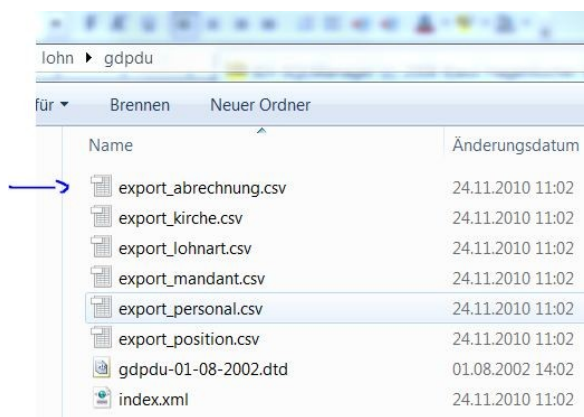 lohn ▸ gdpdu
für ▾ Brennen Neuer Ordner
Name Änderungsdatum
export_abrechnung.csv 24.11.2010 11:02
export_kirche.csv 24.11.2010 11:02
export_lohnart.csv 24.11.2010 11:02
export_mandant.csv 24.11.2010 11:02
export_personal.csv 24.11.2010 11:02
export_position.csv 24.11.2010 11:02
gdpdu-01-08-2002.dtd 01.08.2002 14:02
index.xml 24.11.2010 11:02